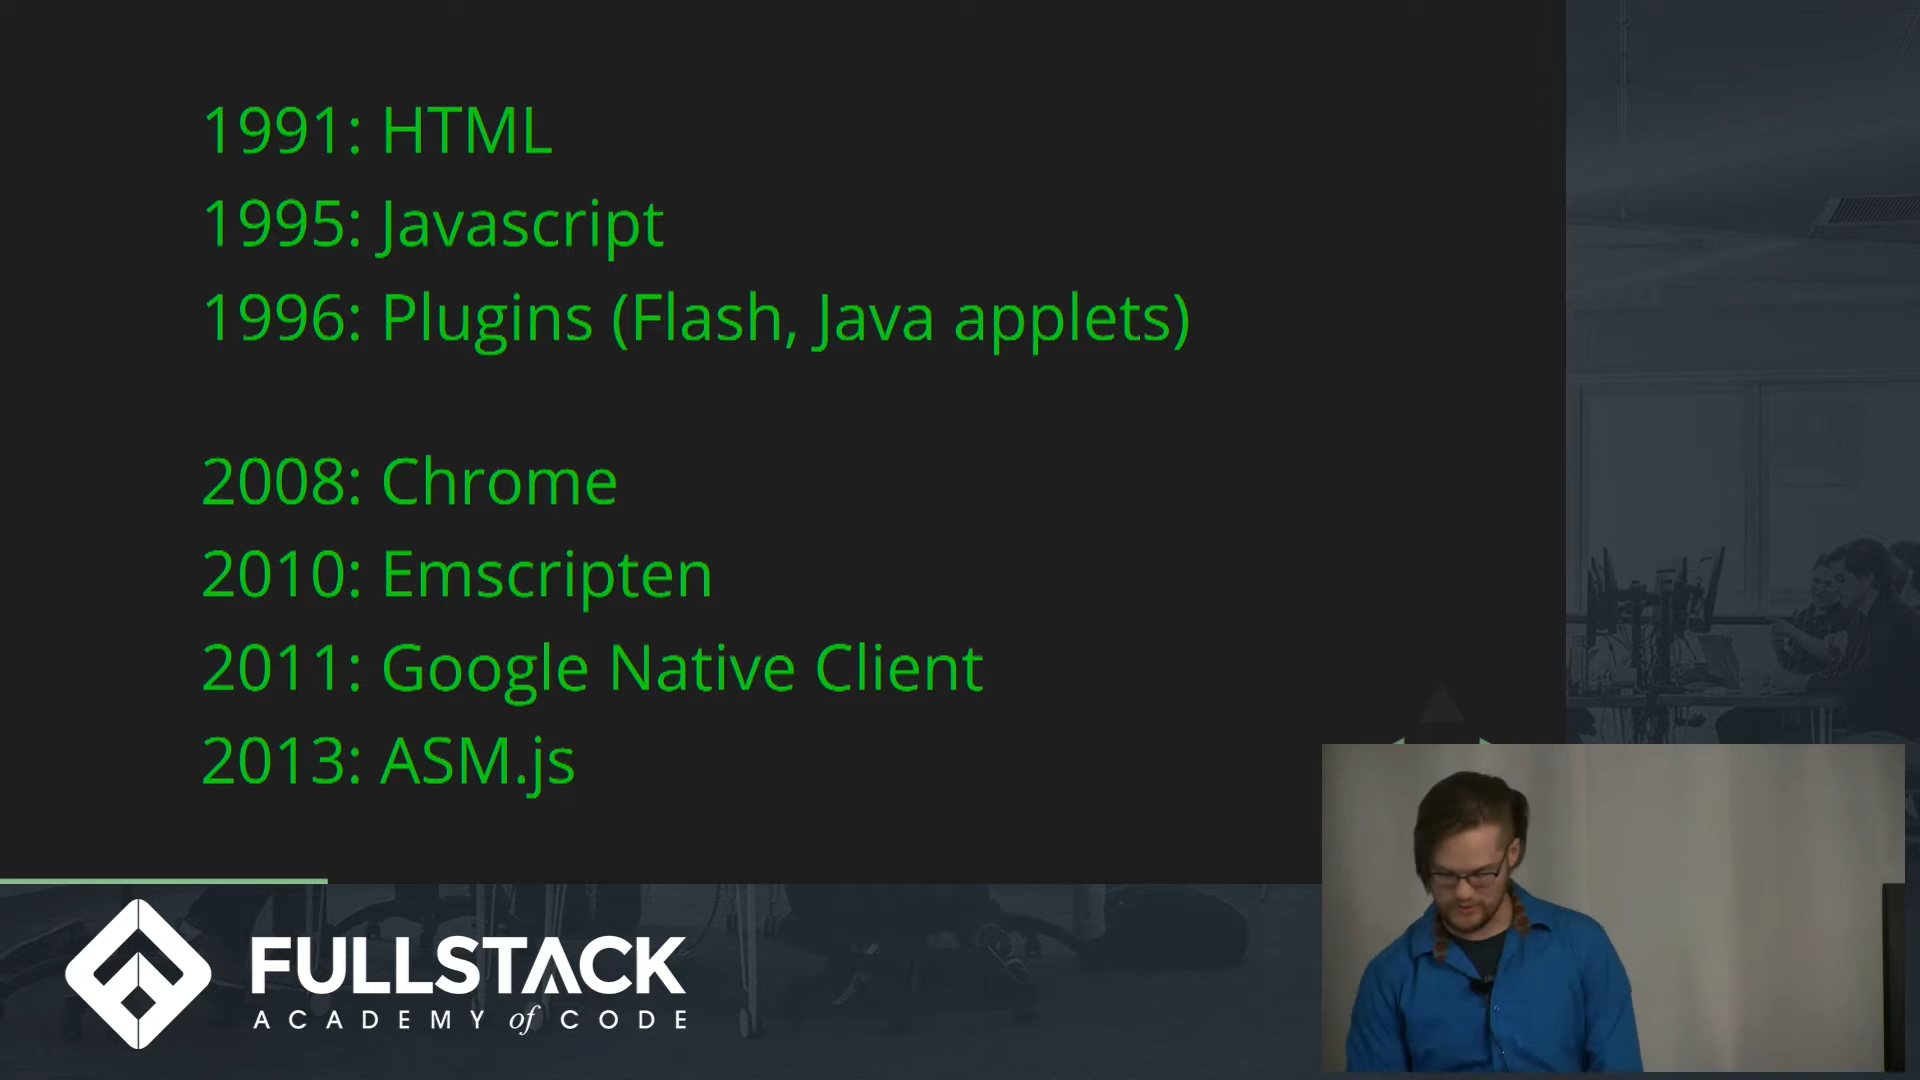 1991: HTML
1995: Javascript
1996: Plugins (Flash, Java applets)
2008: Chrome
2010: Emscripten
2011: Google Native Client
2013: ASM.js
FULLSTACK
ACADEMY of CODE